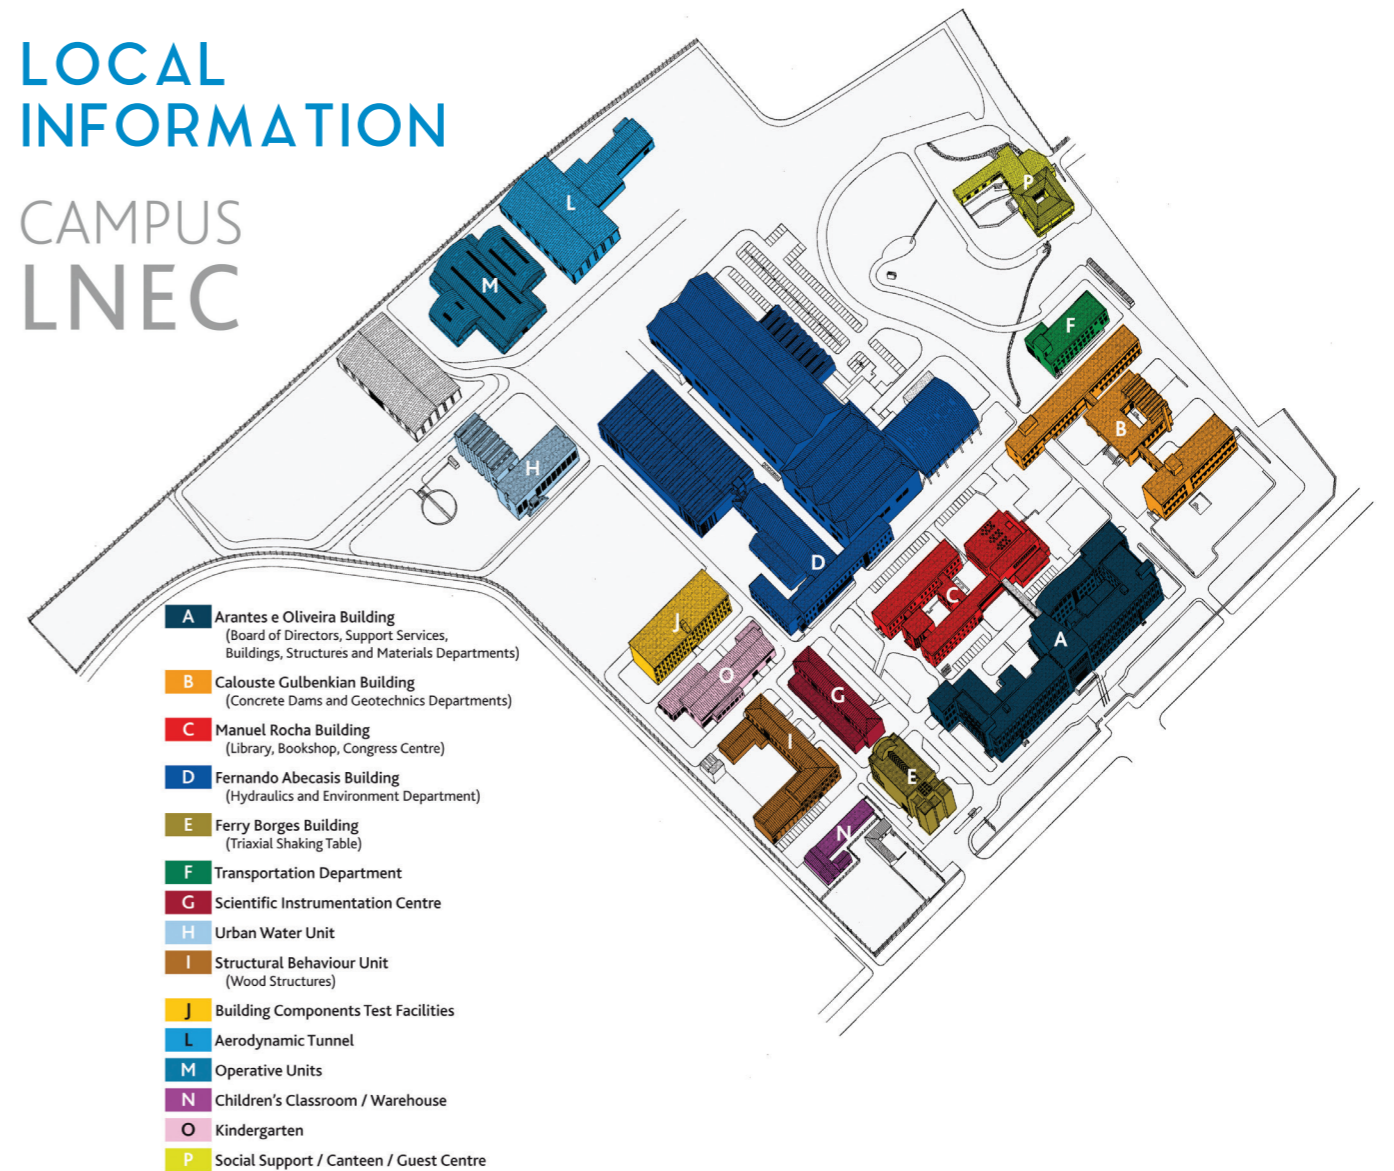 LOCAL
INFORMATION
CAMPUS
LNEC
L
P
M
F
B
H
D
C
J
A
O
G
I
E
N
A Arantes e Oliveira Building
(Board of Directors, Support Services,
Buildings, Structures and Materials Departments)
B Calouste Gulbenkian Building
(Concrete Dams and Geotechnics Departments)
C Manuel Rocha Building
(Library, Bookshop, Congress Centre)
D Fernando Abecasis Building
(Hydraulics and Environment Department)
E Ferry Borges Building
(Triaxial Shaking Table)
F Transportation Department
G Scientific Instrumentation Centre
H Urban Water Unit
I Structural Behaviour Unit
(Wood Structures)
J Building Components Test Facilities
L Aerodynamic Tunnel
M Operative Units
N Children's Classroom / Warehouse
O Kindergarten
P Social Support / Canteen / Guest Centre